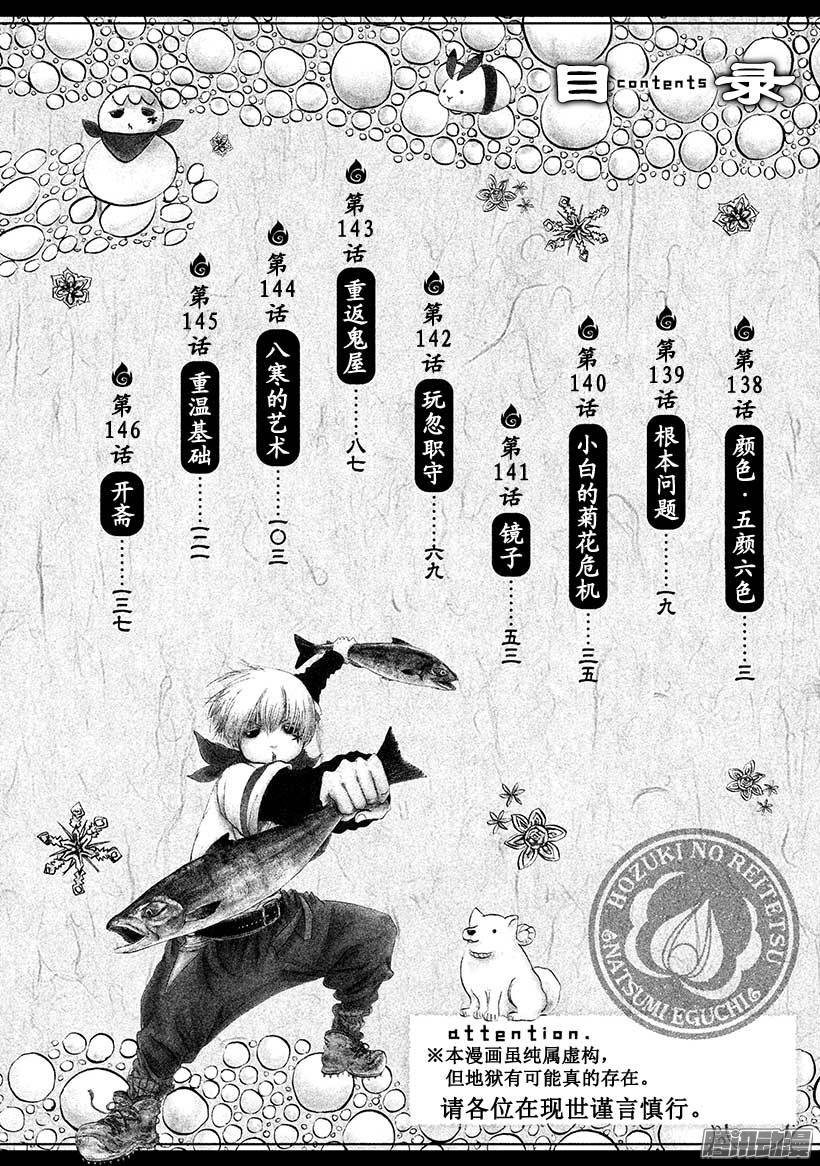 目录
contents
第138话 颜色·五颜六色……三
第139话 根本问题……一九
第140话 小白的菊花危机……三五
第141话 镜子……五三
第142话 玩忽职守……六九
第143话 重返鬼屋……八七
第144话 八寒的艺术……一〇三
第145话 重温基础……一二一
第146话 开斋……一三七
HOZUKI NO REITETSU
NATSUMI EGUCHI
attention.
※本漫画虽纯属虚构，
但地狱有可能真的存在。
请各位在现世谨言慎行。
腾讯动漫